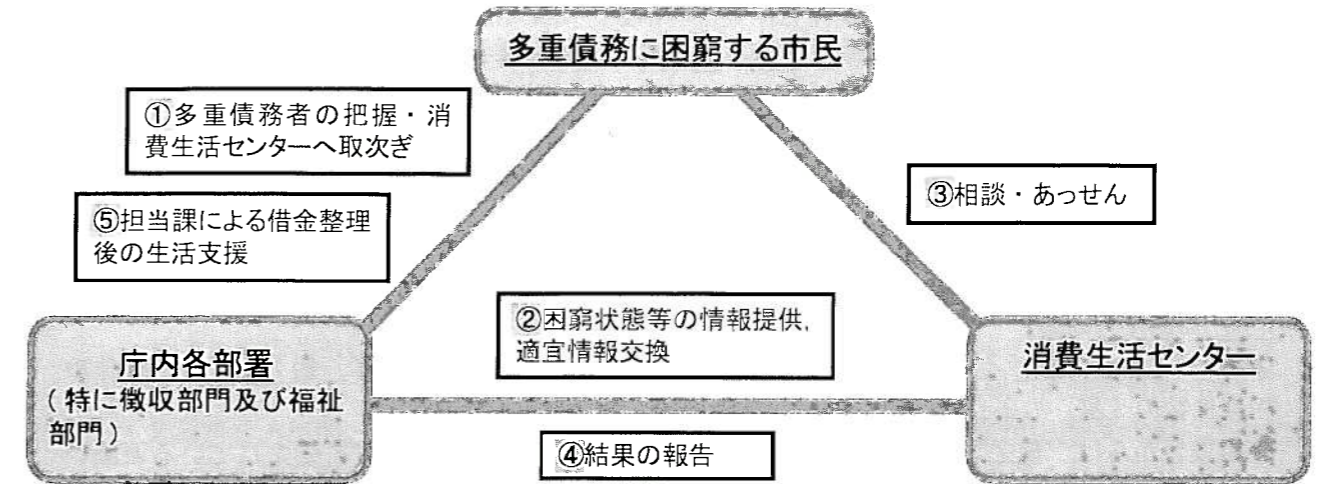 多重債務に困窮する市民
①多重債務者の把握・消
費生活センターへ取次ぎ
③相談・あっせん
⑤担当課による借金整理
後の生活支援
②困窮状態等の情報提供,
適宜情報交換
庁内各部署
(特に徴収部門及び福祉
部門)
消費生活センター
④結果の報告